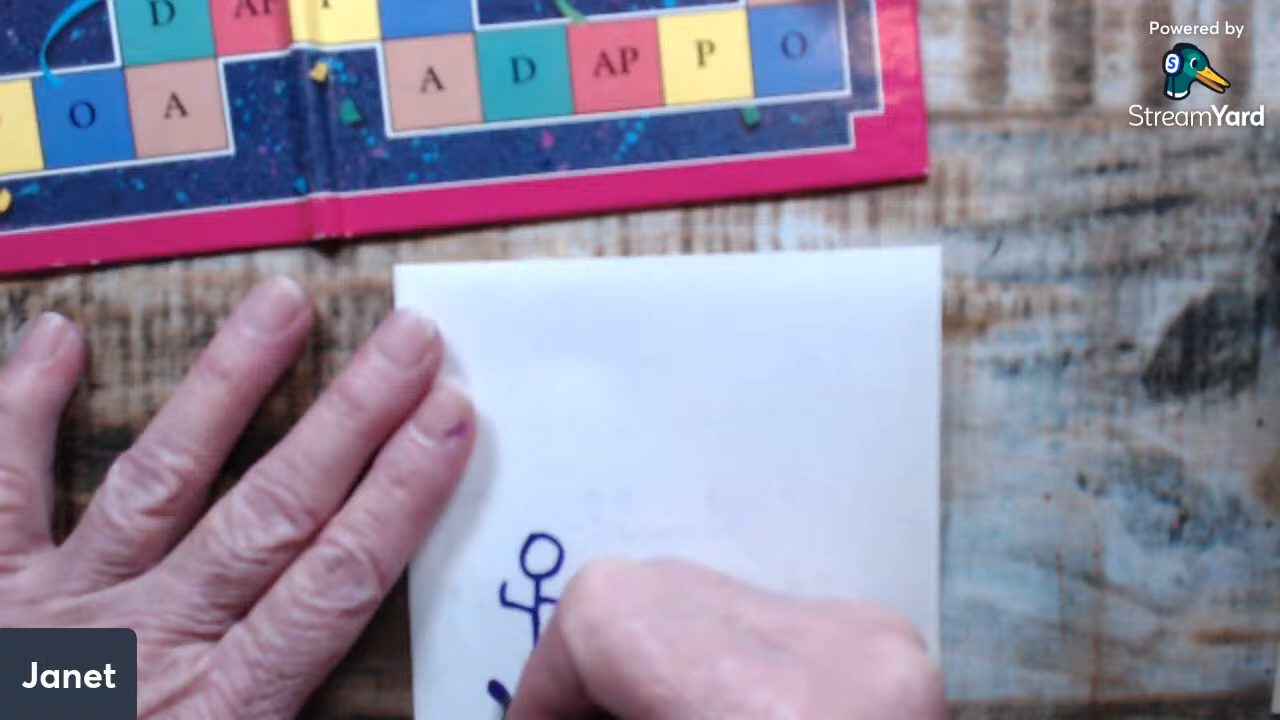 D AP P
A D AP P O
O A
Powered by
StreamYard
Janet